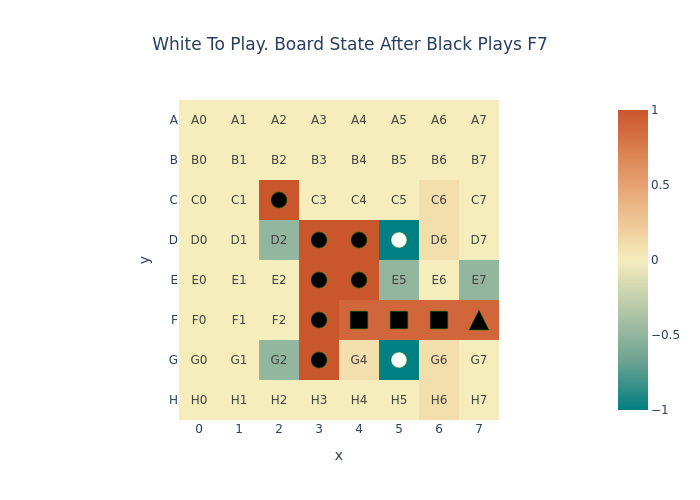 White To Play. Board State After Black Plays F7
A A0 A1 A2 A3 A4 A5 A6 A7
B B0 B1 B2 B3 B4 B5 B6 B7
C C0 C1 C3 C4 C5 C6 C7
D D0 D1 D2 D6 D7
E E0 E1 E2 E5 E6 E7
F F0 F1 F2
G G0 G1 G2 G4 G6 G7
H H0 H1 H2 H3 H4 H5 H6 H7
0 1 2 3 4 5 6 7
x
y
1
0.5
0
−0.5
−1